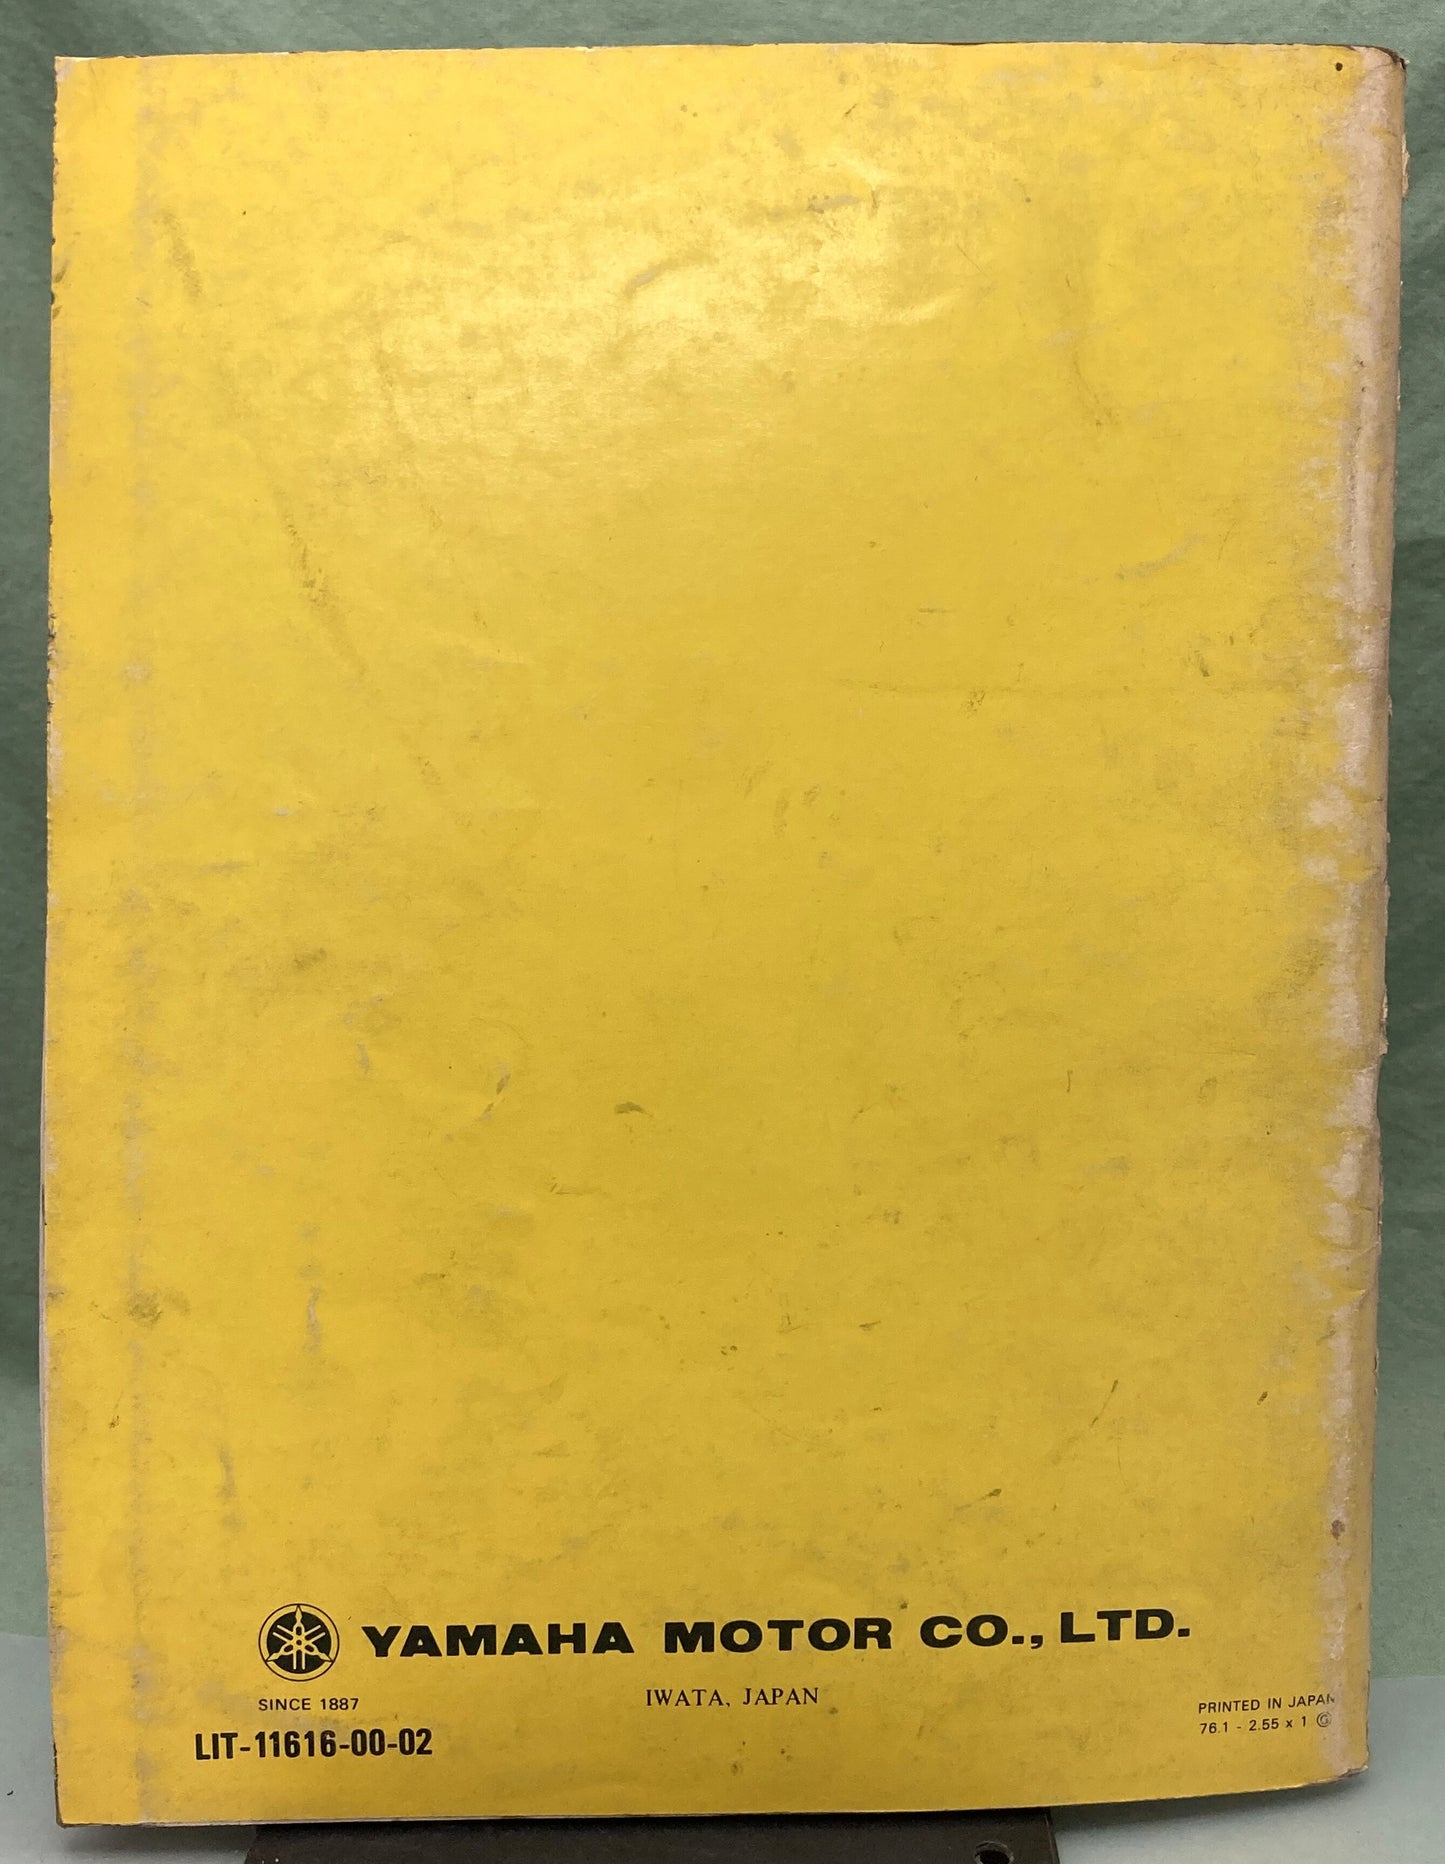 YAMAHA MOTOR CO., LTD.
SINCE 1887
IWATA, JAPAN
LIT-11616-00-02
PRINTED IN JAPAN
76.1 - 2.55 x 1 Ⓖ